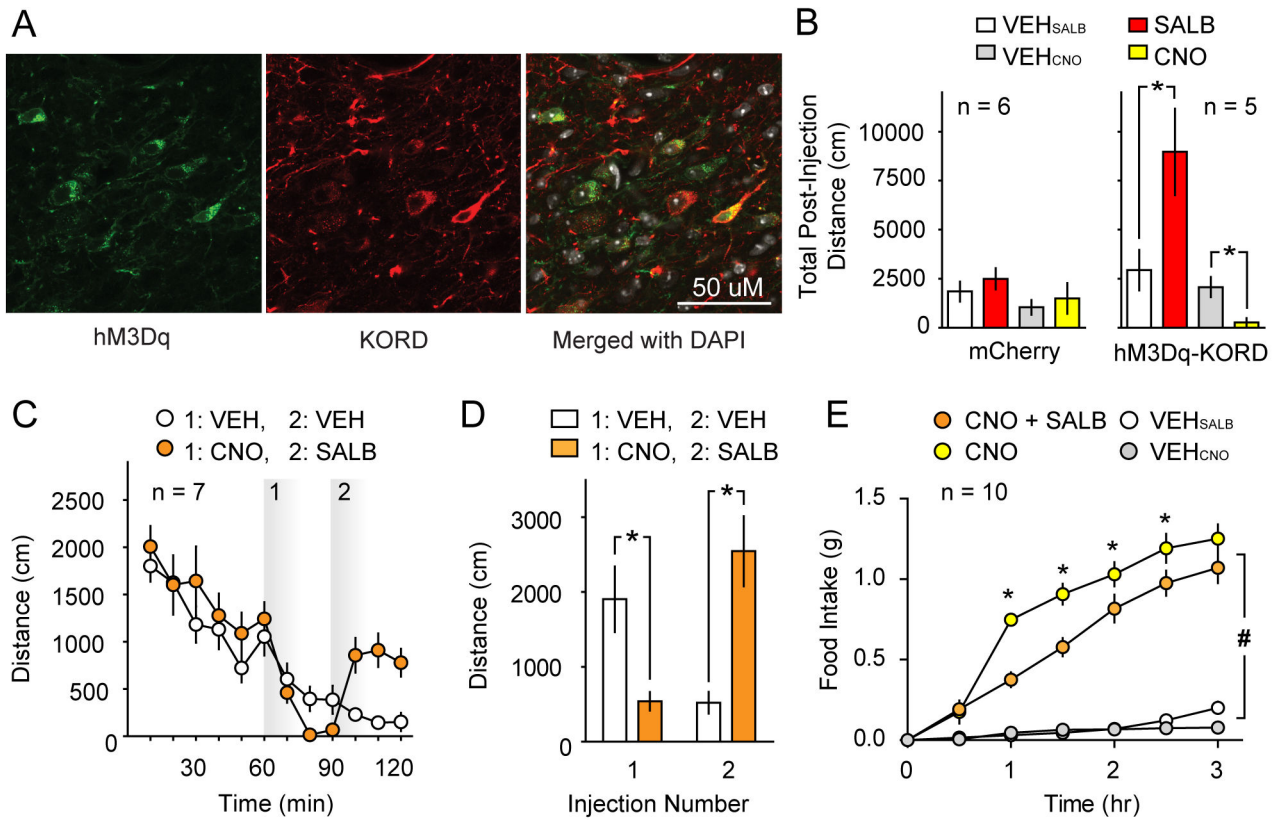 A
hM3Dq
KORD
50 uM
Merged with DAPI
B
VEHSALB
SALB
VEHCNO
CNO
Total Post-Injection
Distance (cm)
10000
7500
5000
2500
0
n = 6
mCherry
*
n = 5
*
hM3Dq-KORD
C
1: VEH, 2: VEH
1: CNO, 2: SALB
n = 7
1
2
Distance (cm)
2500
2000
1500
1000
500
0
30
60
90
120
Time (min)
D
1: VEH, 2: VEH
1: CNO, 2: SALB
Distance (cm)
3000
2000
1000
0
*
*
1
2
Injection Number
E
CNO + SALB
VEHSALB
CNO
VEHCNO
n = 10
Food Intake (g)
1.5
1.0
0.5
0.0
*
*
*
*
#
0
1
2
3
Time (hr)